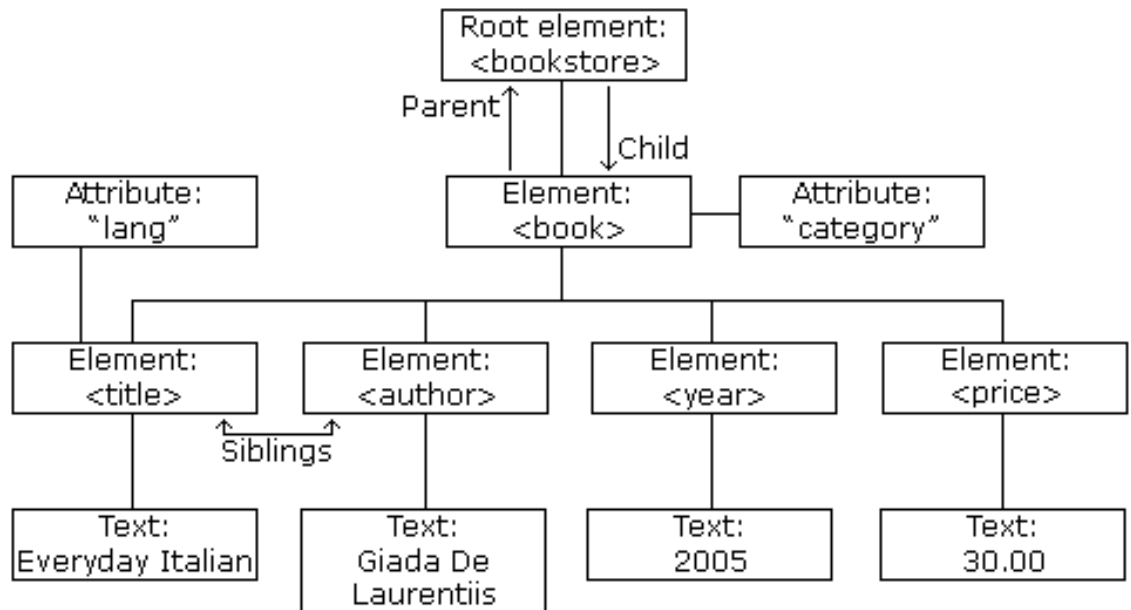 Root element:
<bookstore>
Parent
Child
Attribute:
“lang”
Element:
<book>
Attribute:
“category”
Element:
<title>
Element:
<author>
Element:
<year>
Element:
<price>
Siblings
Text:
Everyday Italian
Text:
Giada De
Laurentiis
Text:
2005
Text:
30.00